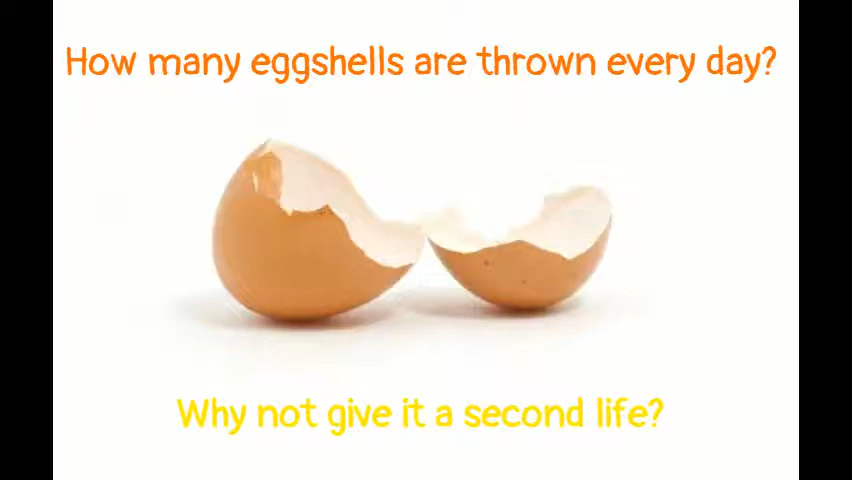 How many eggshells are thrown every day?
Why not give it a second life?